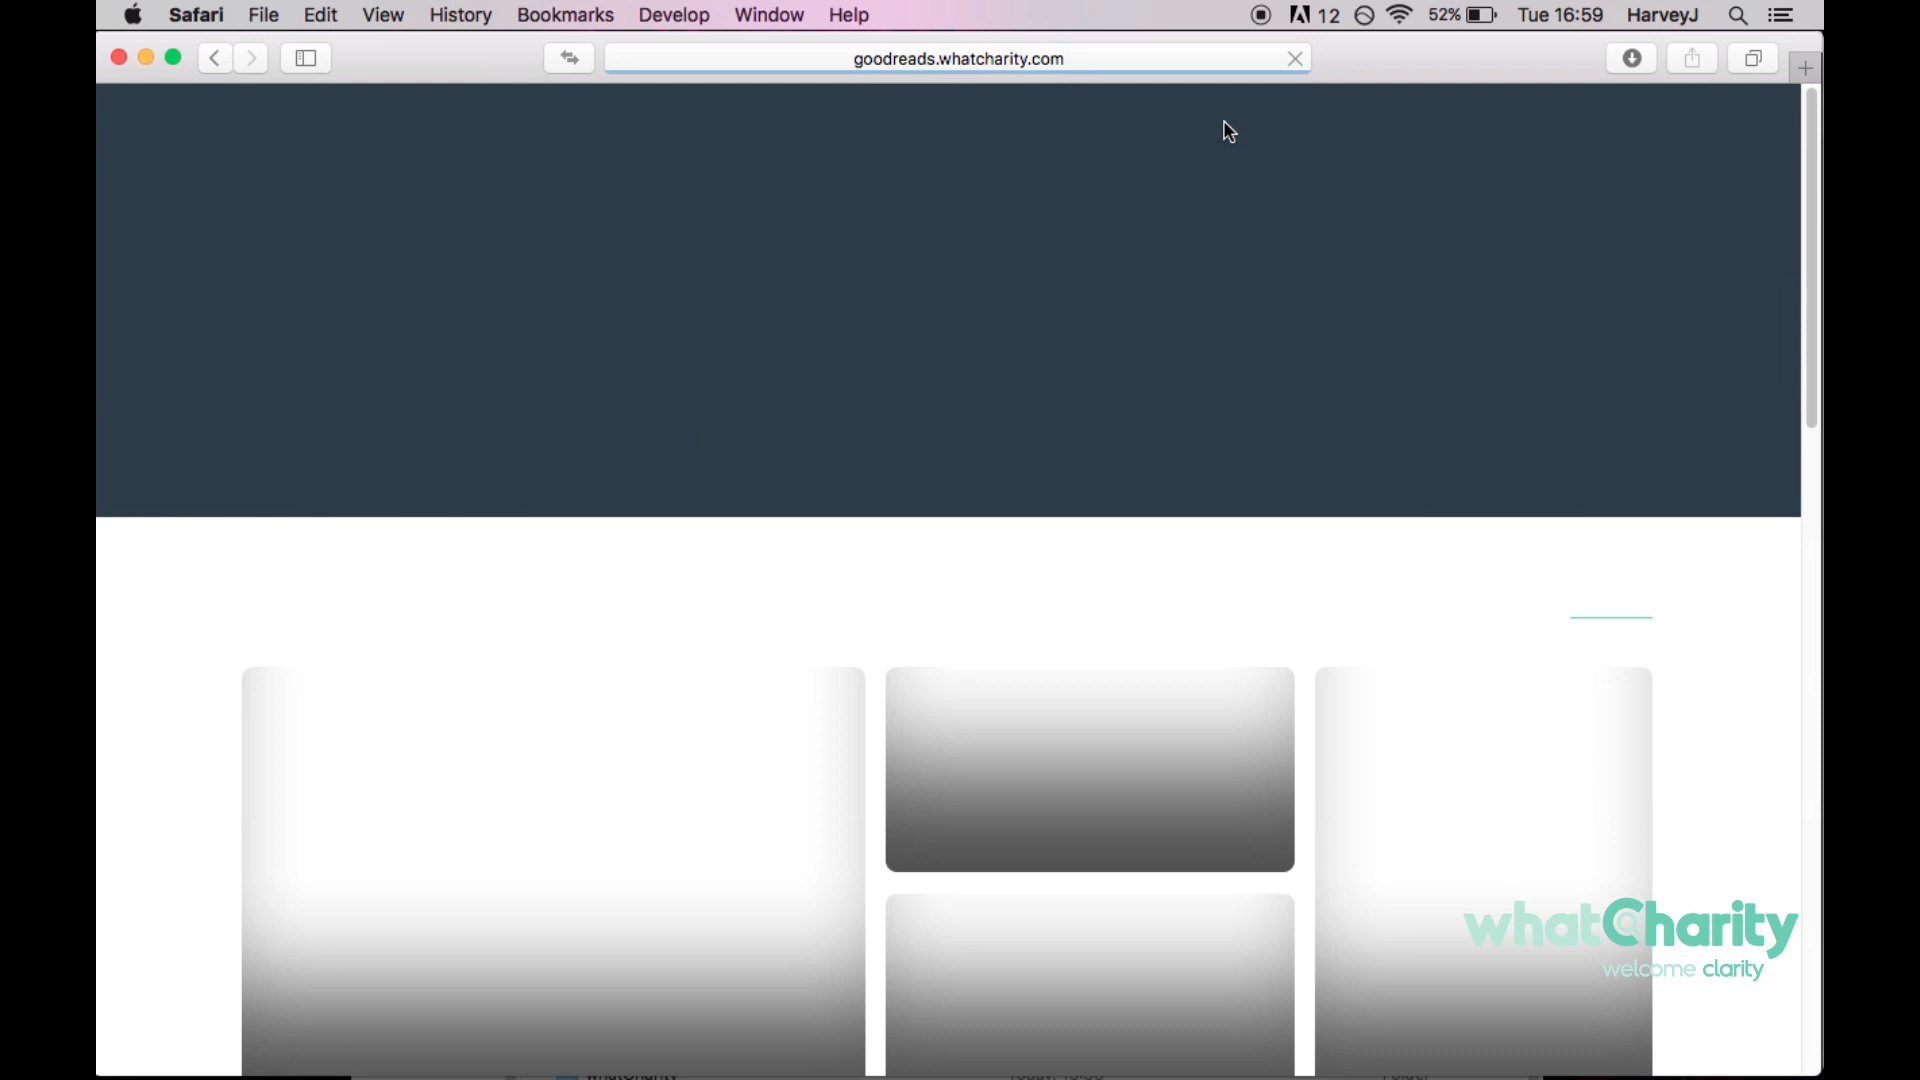 Safari File Edit View History Bookmarks Develop Window Help 12 52% Tue 16:59 HarveyJ
goodreads.whatcharity.com
whatCharity
welcome clarity